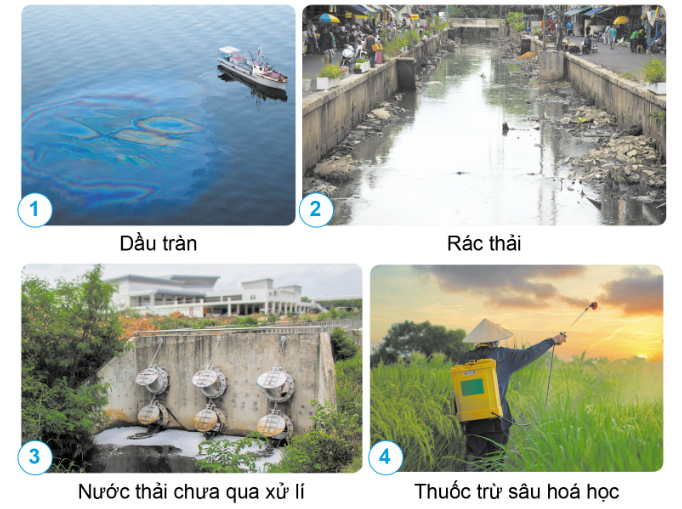 1
2
Dầu tràn
Rác thải
3
4
Nước thải chưa qua xử lí
Thuốc trừ sâu hoá học